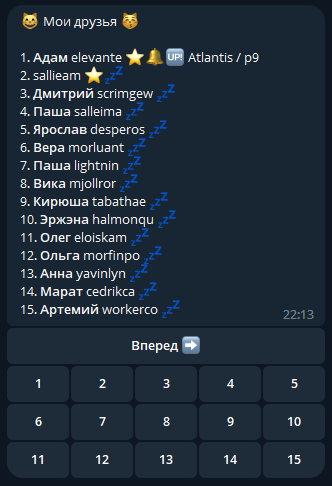 😺 Мои друзья 😽
1. Адам elevante ⭐🔔🆙 Atlantis / p9
2. sallieam ⭐💤
3. Дмитрий scrimgew 💤
4. Паша salleima 💤
5. Ярослав desperos 💤
6. Вера morluant 💤
7. Паша lightnin 💤
8. Вика mjollror 💤
9. Кирюша tabathae 💤
10. Эржэна halmonqu 💤
11. Олег eloiskam 💤
12. Ольга morfinpo 💤
13. Анна yavinlyn 💤
14. Марат cedrikca 💤
15. Артемий workerco 💤
22:13
Вперед ➡️
1 2 3 4 5
6 7 8 9 10
11 12 13 14 15